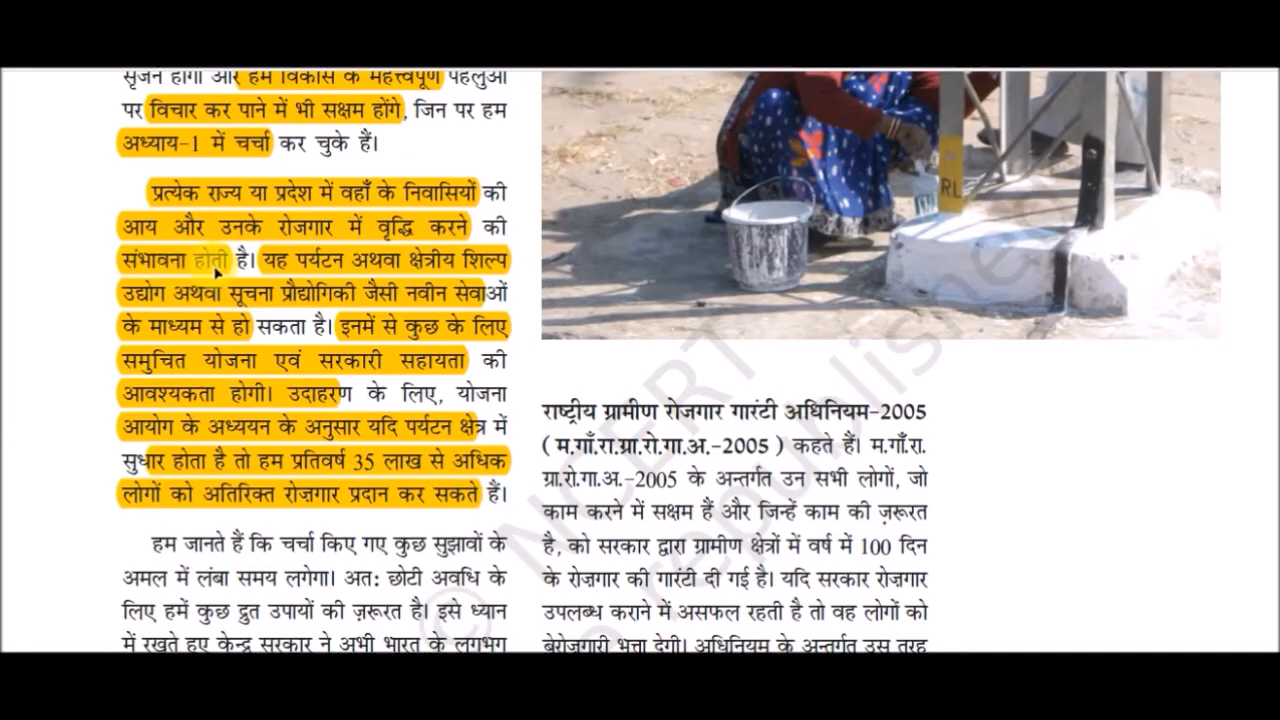 सृजन होगा और हम विकास के महत्त्वपूर्ण पहलुओं
पर विचार कर पाने में भी सक्षम होंगे, जिन पर हम
अध्याय-1 में चर्चा कर चुके हैं।
प्रत्येक राज्य या प्रदेश में वहाँ के निवासियों की
आय और उनके रोजगार में वृद्धि करने की
संभावना होती है। यह पर्यटन अथवा क्षेत्रीय शिल्प
उद्योग अथवा सूचना प्रौद्योगिकी जैसी नवीन सेवाओं
के माध्यम से हो सकता है। इनमें से कुछ के लिए
समुचित योजना एवं सरकारी सहायता की
आवश्यकता होगी। उदाहरण के लिए, योजना
आयोग के अध्ययन के अनुसार यदि पर्यटन क्षेत्र में
सुधार होता है तो हम प्रतिवर्ष 35 लाख से अधिक
लोगों को अतिरिक्त रोज़गार प्रदान कर सकते हैं।
हम जानते हैं कि चर्चा किए गए कुछ सुझावों के
अमल में लंबा समय लगेगा। अत: छोटी अवधि के
लिए हमें कुछ द्रुत उपायों की ज़रूरत है। इसे ध्यान
में रखते हुए केन्द्र सरकार ने अभी भारत के लगभग
RL
राष्ट्रीय ग्रामीण रोजगार गारंटी अधिनियम-2005
( म.गाँ.रा.ग्रा.रो.गा.अ.-2005 ) कहते हैं। म.गाँ.रा.
ग्रा.रो.गा.अ.-2005 के अन्तर्गत उन सभी लोगों, जो
काम करने में सक्षम हैं और जिन्हें काम की ज़रूरत
है, को सरकार द्वारा ग्रामीण क्षेत्रों में वर्ष में 100 दिन
के रोज़गार की गारंटी दी गई है। यदि सरकार रोज़गार
उपलब्ध कराने में असफल रहती है तो वह लोगों को
बेरोज़गारी भत्ता देगी। अधिनियम के अन्तर्गत उस तरह
© NCERT
republished